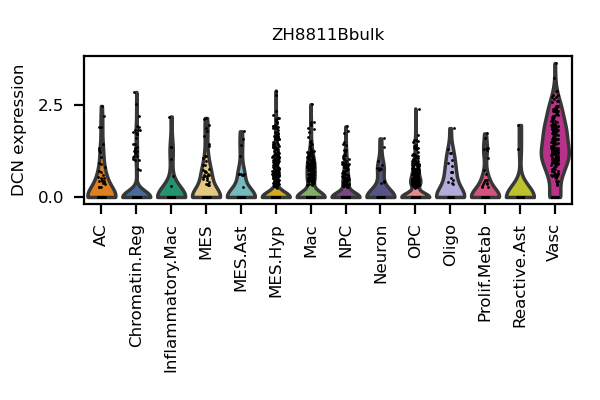 ZH8811Bbulk
DCN expression
2.5
0.0
AC
Chromatin.Reg
Inflammatory.Mac
MES
MES.Ast
MES.Hyp
Mac
NPC
Neuron
OPC
Oligo
Prolif.Metab
Reactive.Ast
Vasc